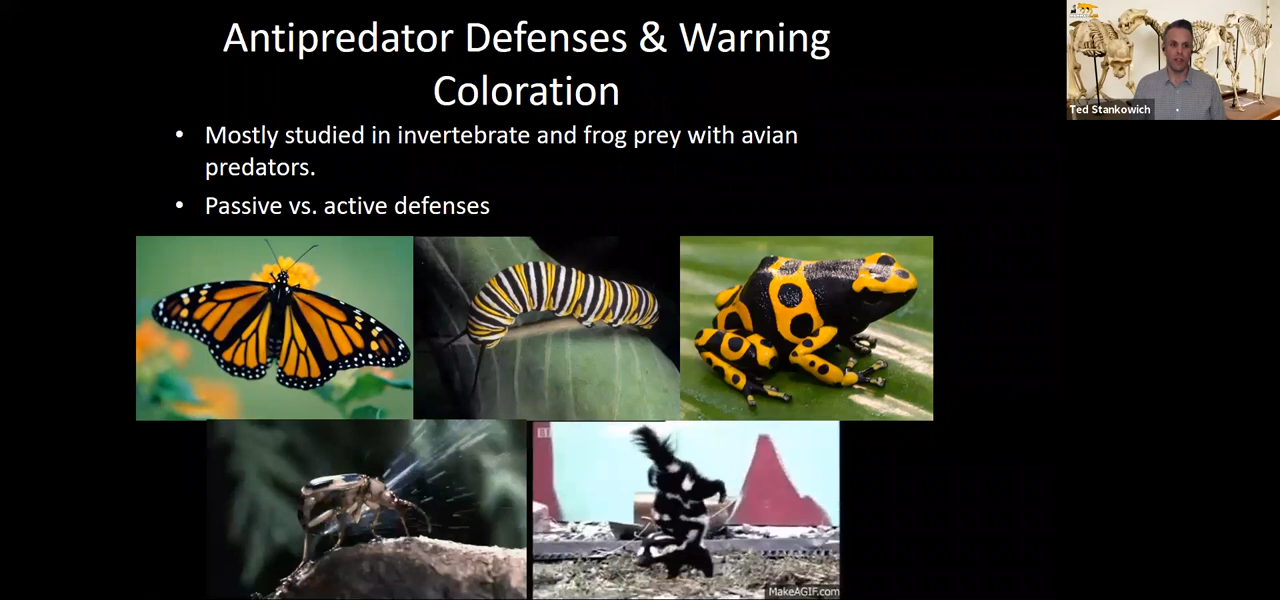 Antipredator Defenses & Warning
Coloration
• Mostly studied in invertebrate and frog prey with avian
predators.
• Passive vs. active defenses
Ted Stankowich
MakeAGIF.com